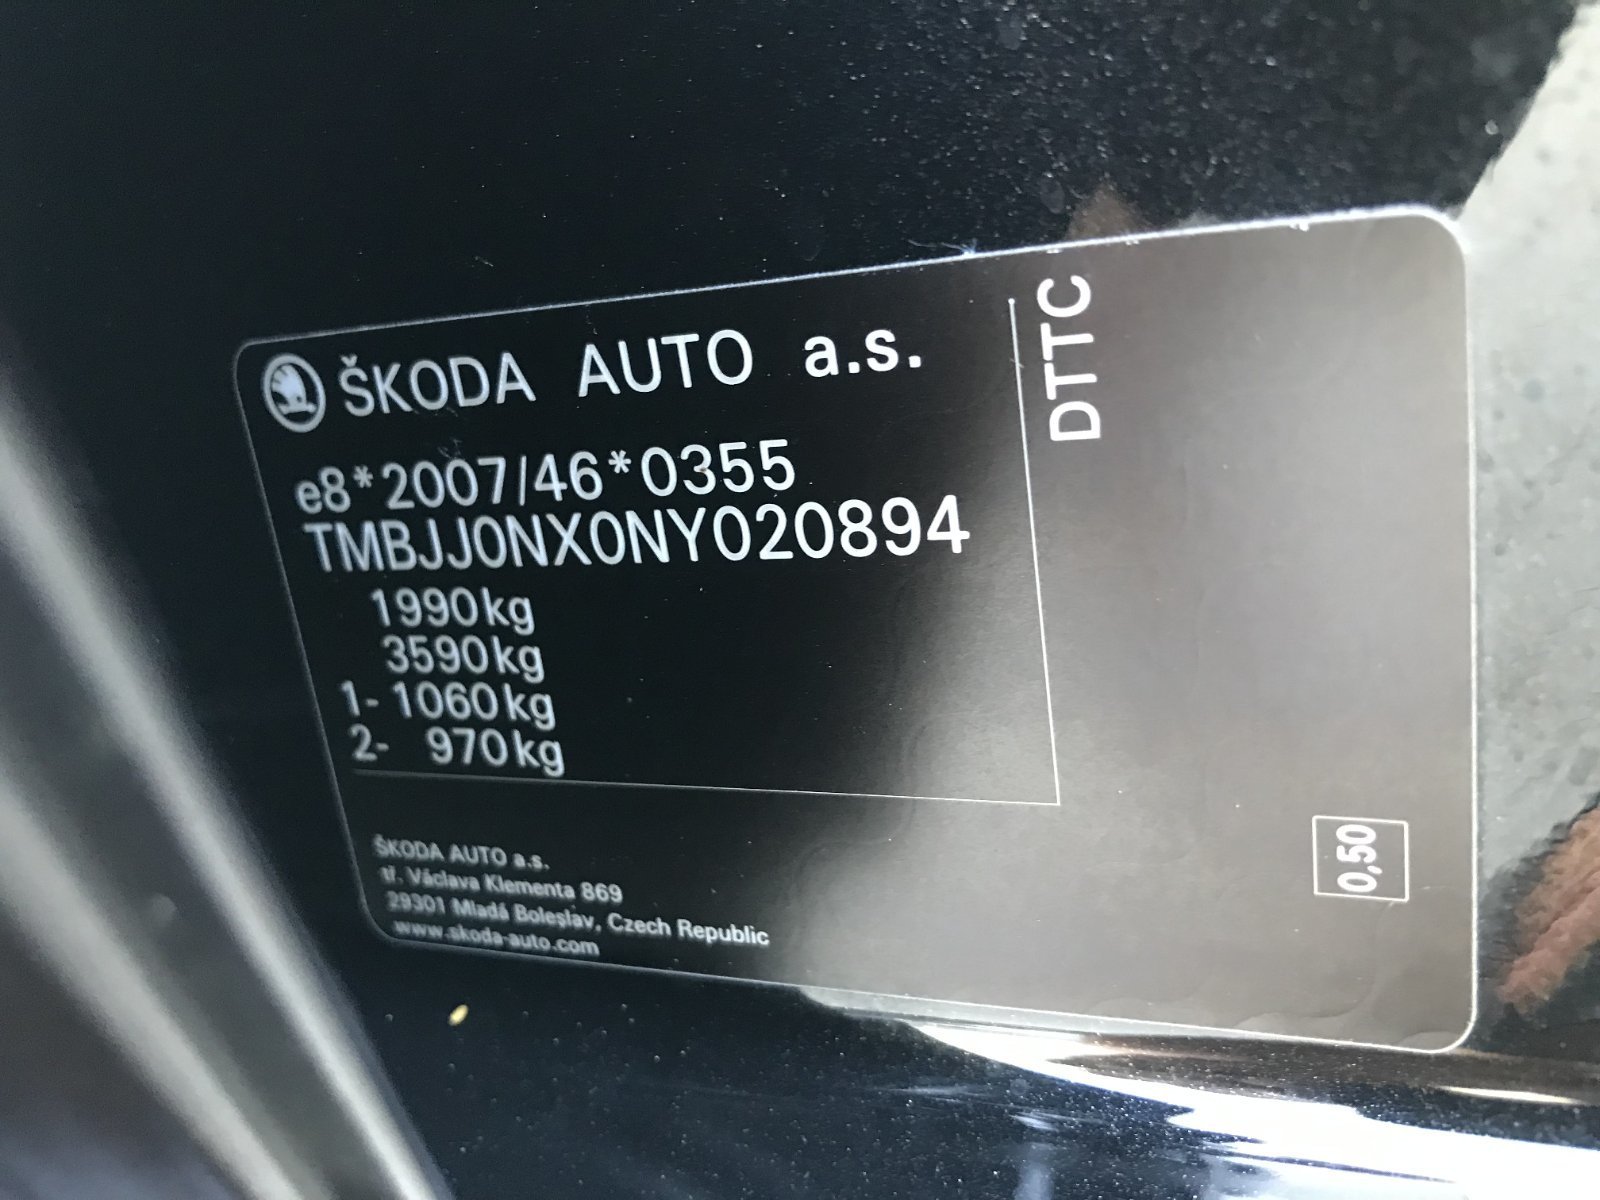 ŠKODA AUTO a.s.
e8*2007/46*0355
TMBJJ0NX0NY020894
1990kg
3590kg
1- 1060kg
2- 970kg
DTTC
0,50
ŠKODA AUTO a.s.
tř. Václava Klementa 869
29301 Mladá Boleslav, Czech Republic
www.skoda-auto.com